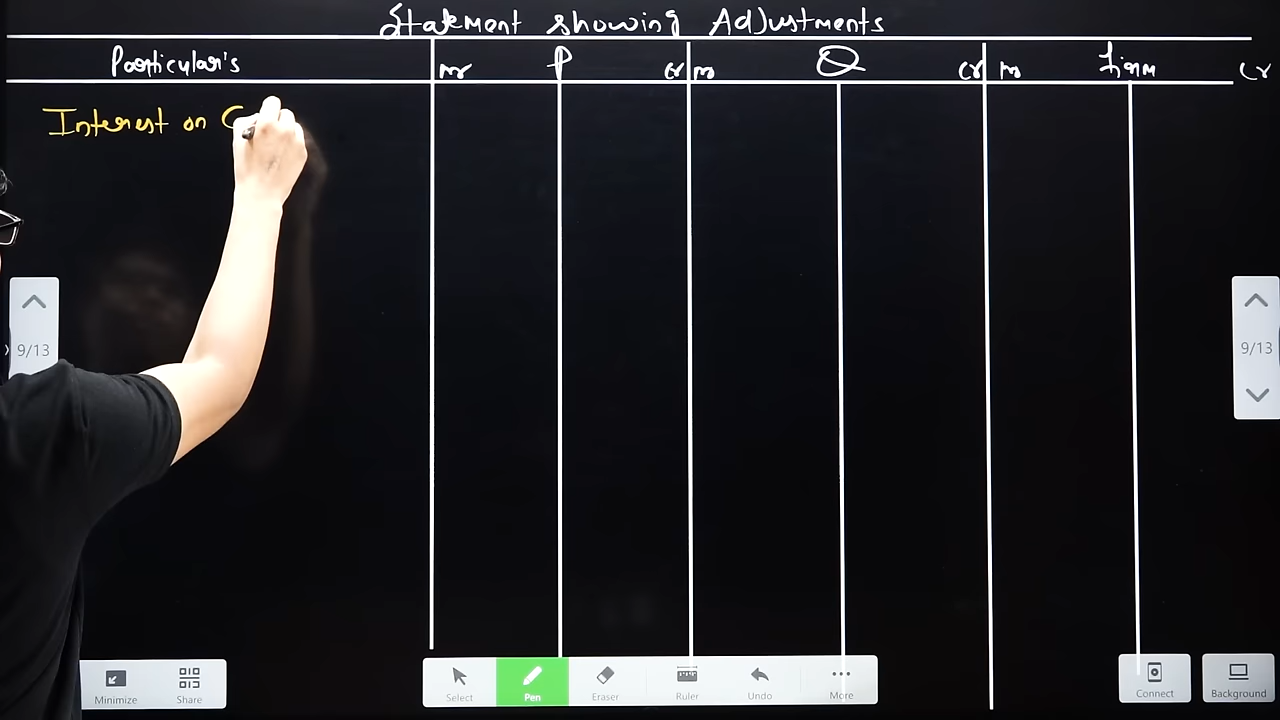 Statement showing Adjustments
Particular's Dr P Cr Dr Q Cr Dr Firm Cr
Interest on C
9/13
9/13
Minimize Share Select Pen Eraser Ruler Undo More Connect Background